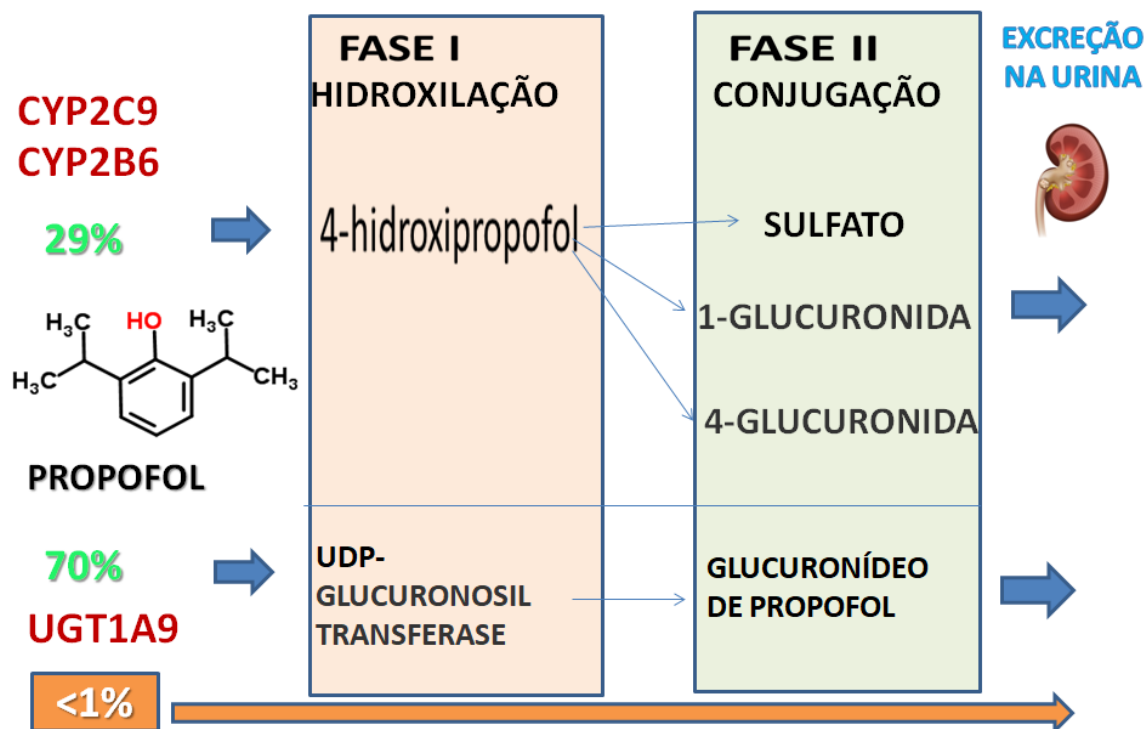 FASE I
HIDROXILAÇÃO
FASE II
CONJUGAÇÃO
EXCREÇÃO
NA URINA
CYP2C9
CYP2B6
29%
4-hidroxipropofol
SULFATO
1-GLUCURONIDA
4-GLUCURONIDA
H₃C
HO
H₃C
H₃C
CH₃
PROPOFOL
70%
UGT1A9
UDP-
GLUCURONOSIL
TRANSFERASE
GLUCURONÍDEO
DE PROPOFOL
<1%